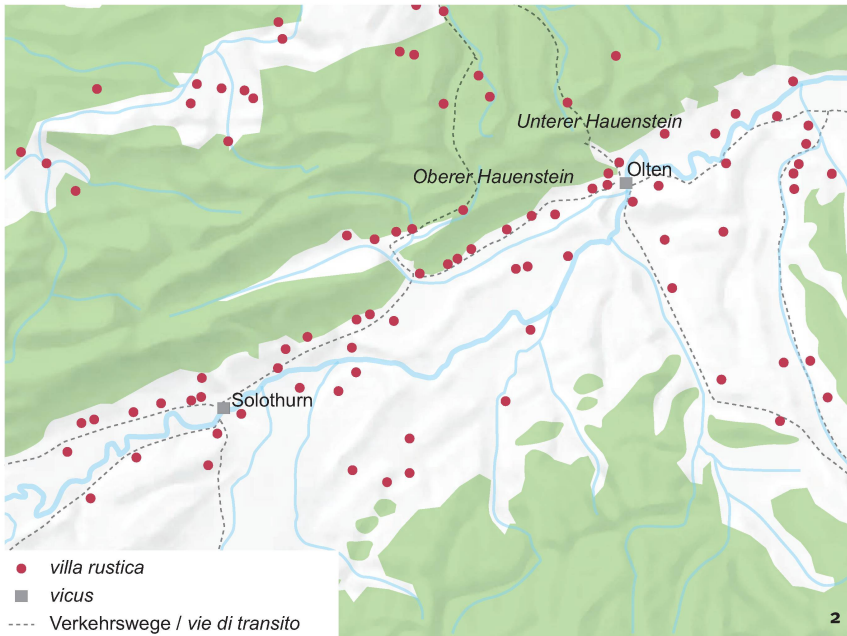 Unterer Hauenstein
Oberer Hauenstein
Olten
Solothurn
villa rustica
vicus
Verkehrswege / vie di transito
2